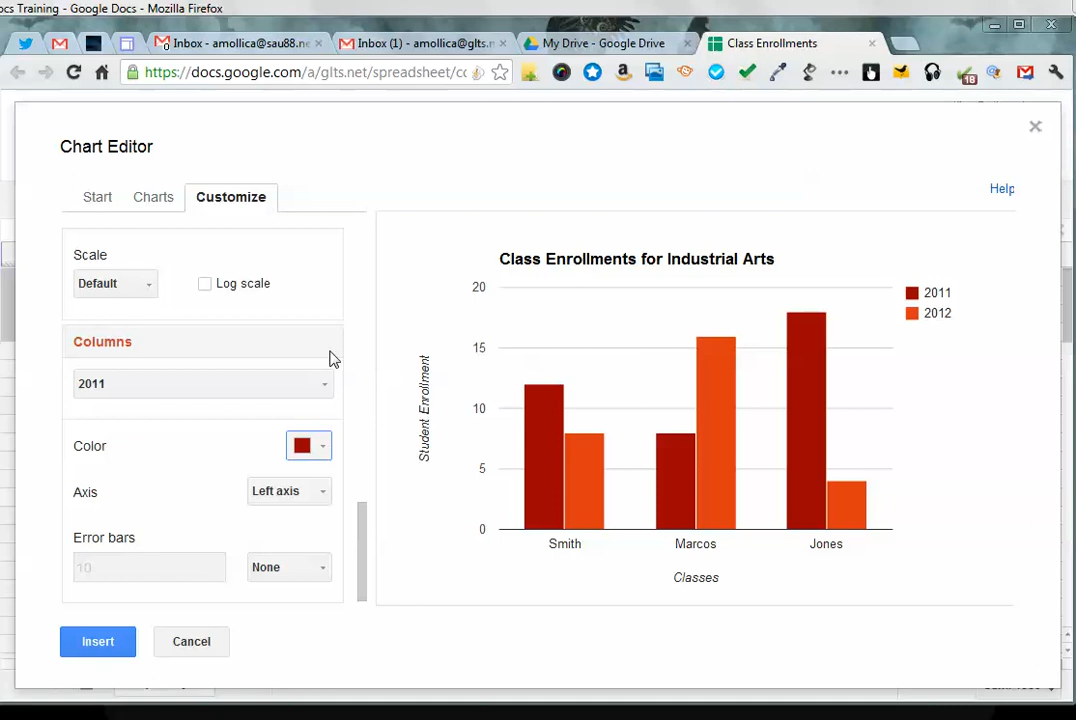 ocs Training - Google Docs - Mozilla Firefox
Inbox - amollica@sau88.ne
Inbox (1) - amollica@glts.n
My Drive - Google Drive
Class Enrollments
https://docs.google.com/a/glts.net/spreadsheet/cc
18
Chart Editor
Help
Start
Charts
Customize
Scale
Default
Log scale
Columns
2011
Color
Axis
Left axis
Error bars
10
None
Insert
Cancel
Class Enrollments for Industrial Arts
2011
2012
20
15
10
5
0
Student Enrollment
Smith
Marcos
Jones
Classes